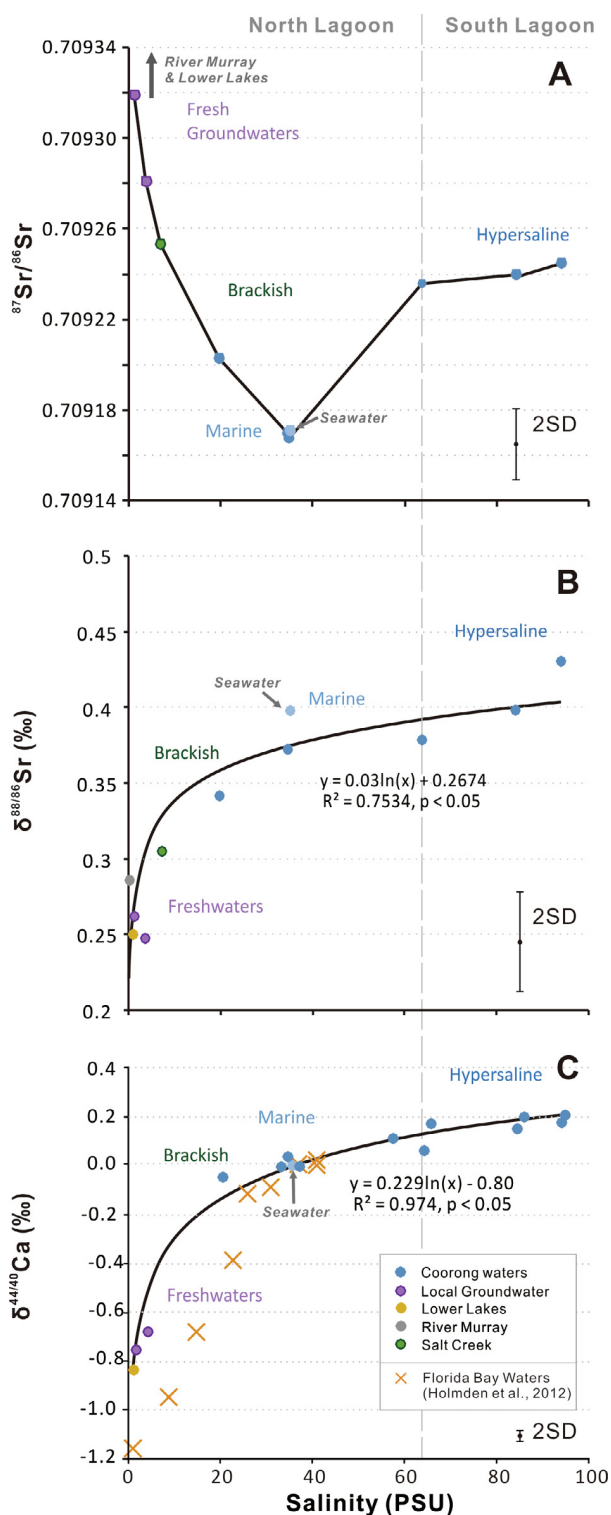 North Lagoon South Lagoon
A
0.70934
0.70930
0.70926
0.70922
0.70918
0.70914
87Sr/86Sr
River Murray
& Lower Lakes
Fresh
Groundwaters
Brackish
Marine
Seawater
Hypersaline
2SD
B
0.5
0.45
0.4
0.35
0.3
0.25
0.2
δ88/86Sr (‰)
Hypersaline
Seawater
Marine
Brackish
y = 0.03ln(x) + 0.2674
R² = 0.7534, p < 0.05
Freshwaters
2SD
C
0.4
0.2
0.0
-0.2
-0.4
-0.6
-0.8
-1.0
-1.2
δ44/40Ca (‰)
Hypersaline
Marine
Brackish
y = 0.229ln(x) - 0.80
R² = 0.974, p < 0.05
Seawater
Freshwaters
Coorong waters
Local Groundwater
Lower Lakes
River Murray
Salt Creek
Florida Bay Waters
(Holmden et al., 2012)
2SD
0 20 40 60 80 100
Salinity (PSU)